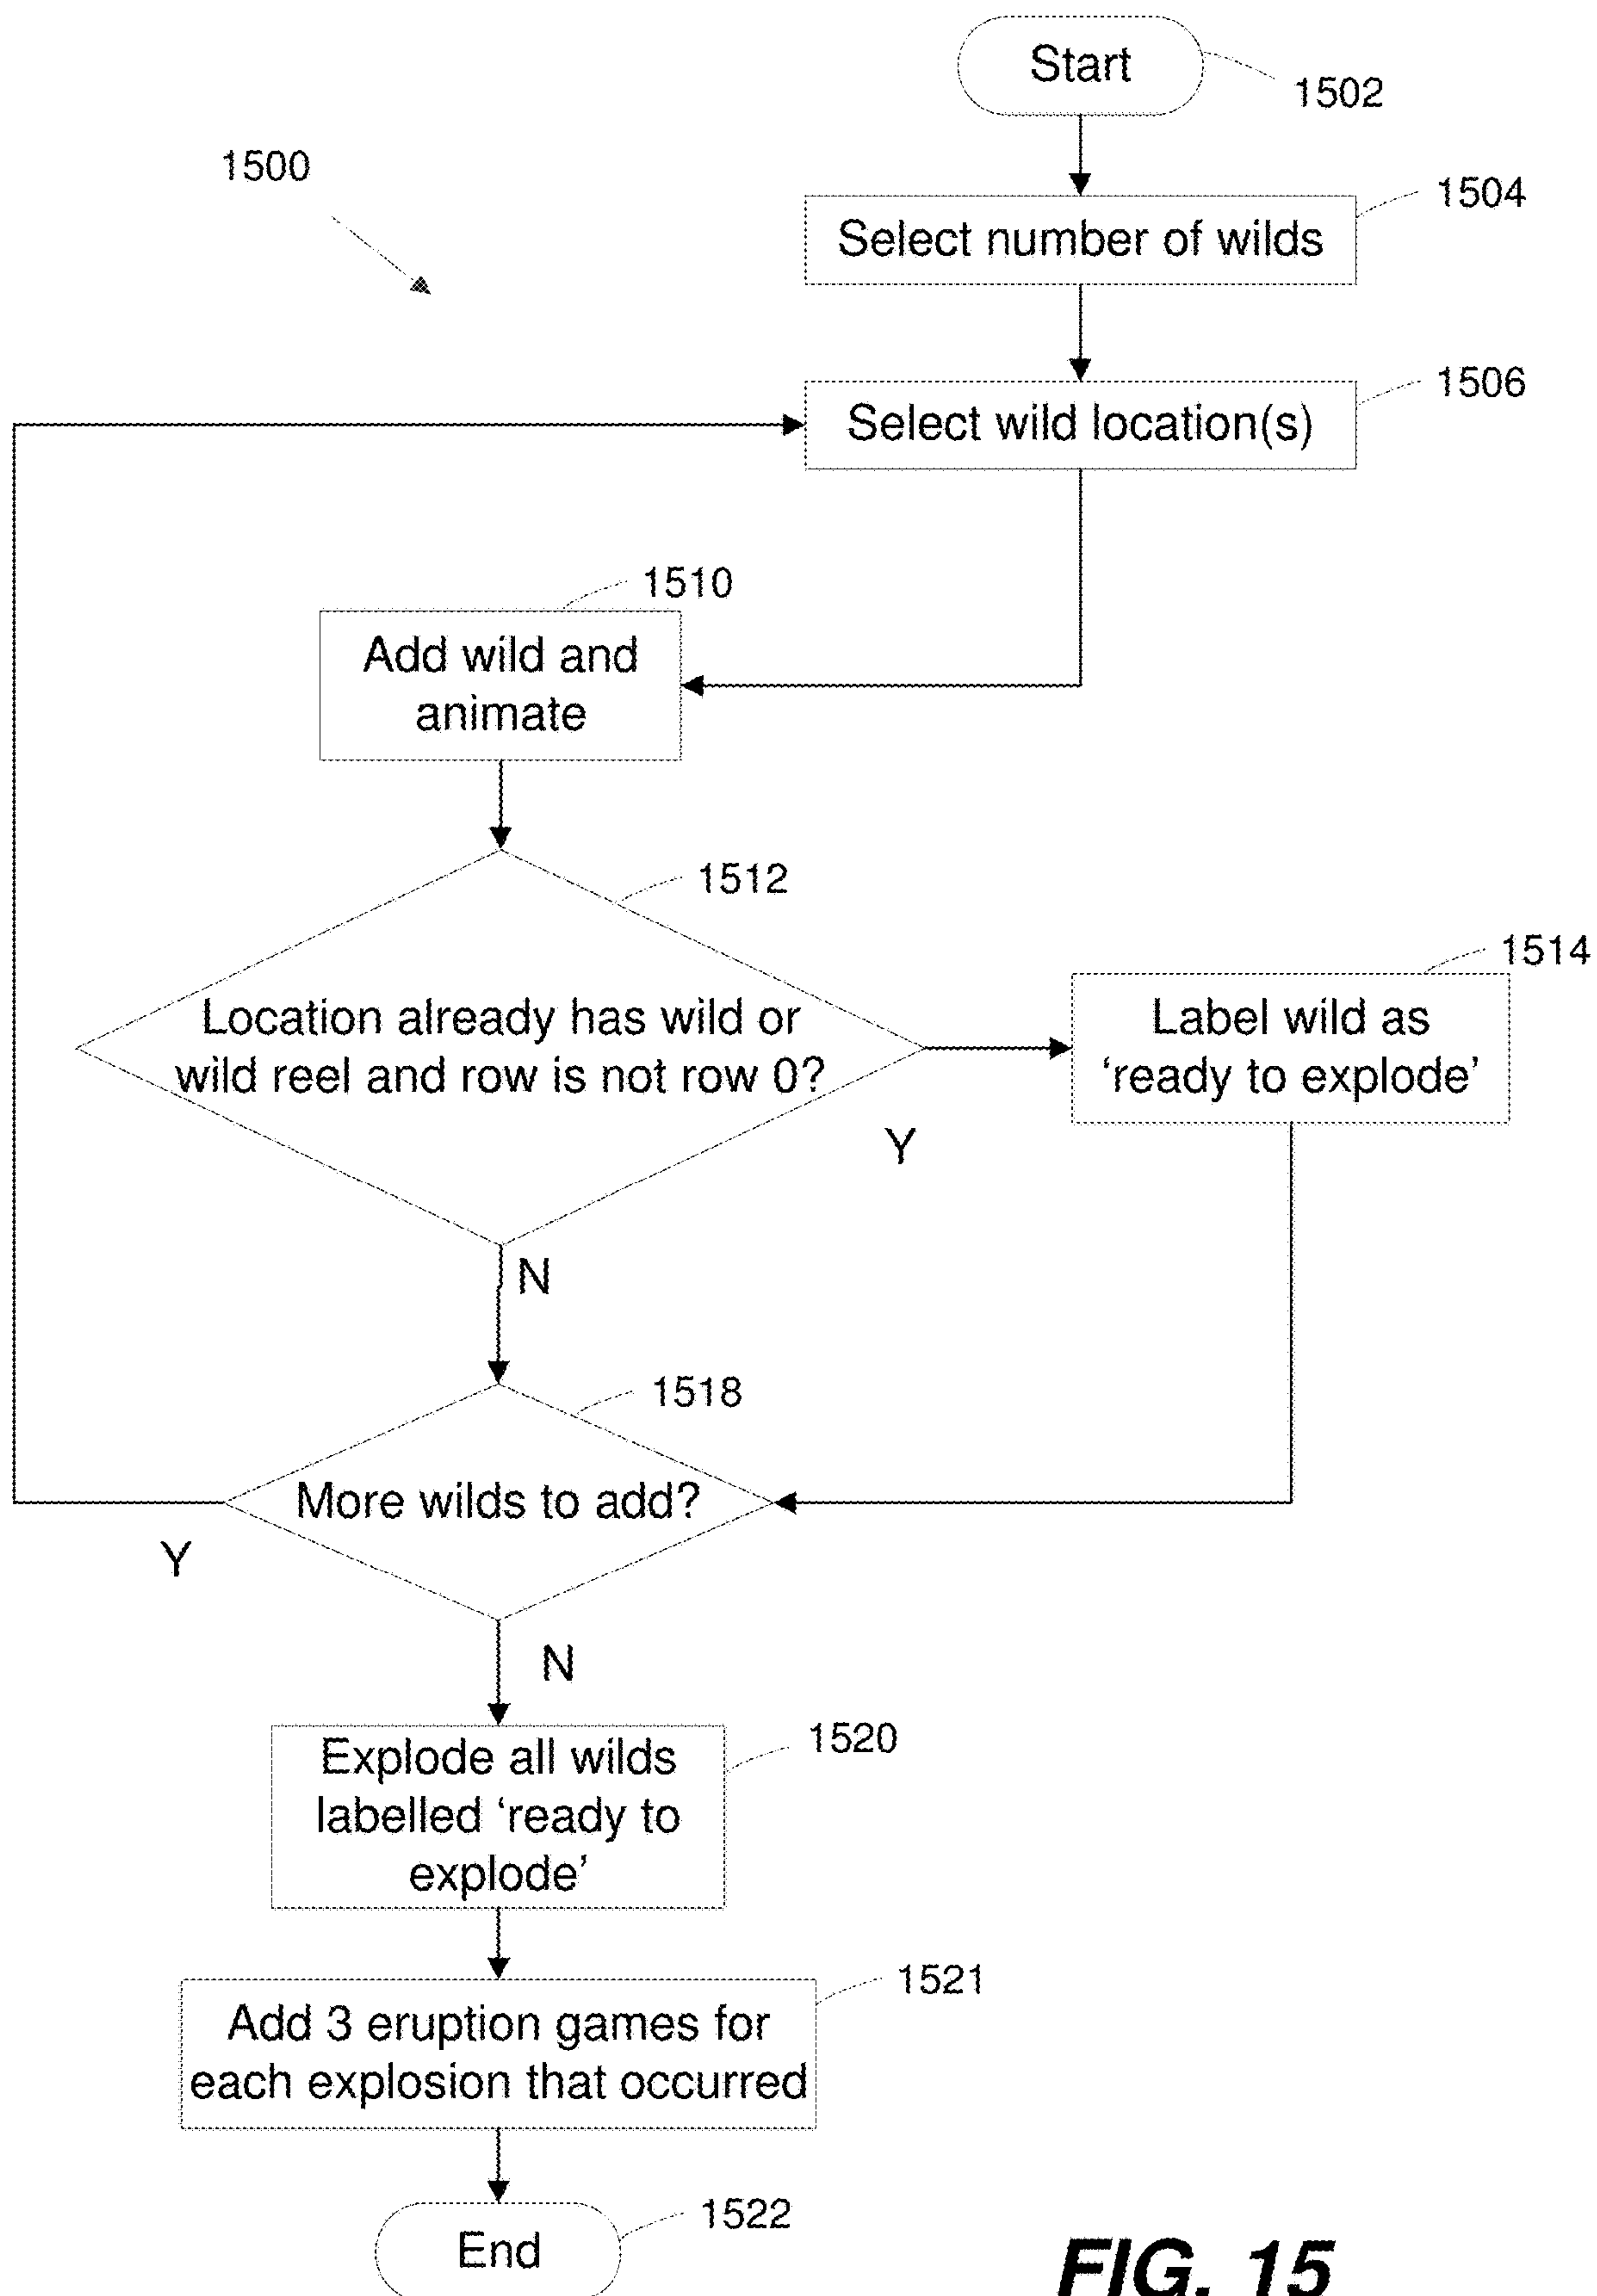 Start
1502
1500
1504
Select number of wilds
1506
Select wild location(s)
1510
Add wild and
animate
1512
Location already has wild or
wild reel and row is not row 0?
Y
1514
Label wild as
‘ready to explode’
N
1518
More wilds to add?
Y
N
1520
Explode all wilds
labelled ‘ready to
explode’
1521
Add 3 eruption games for
each explosion that occurred
1522
End
FIG. 15